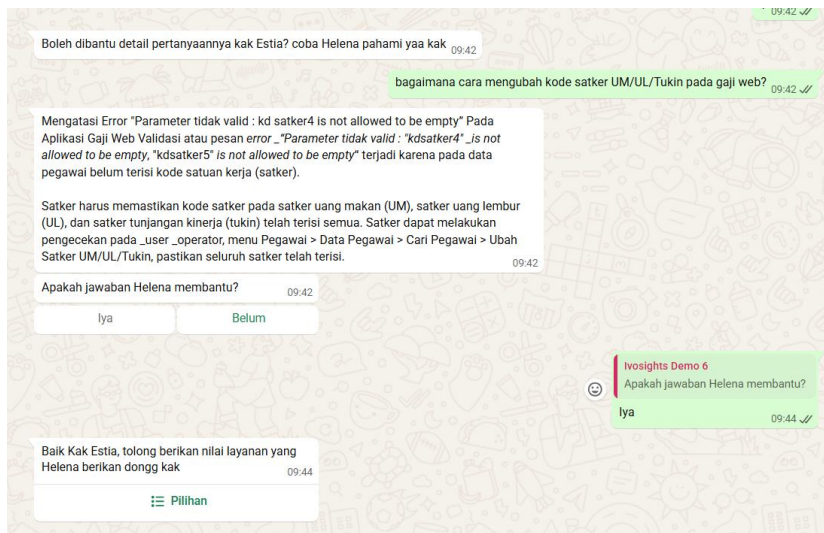 09:42
Boleh dibantu detail pertanyaannya kak Estia? coba Helena pahami yaa kak 09:42
bagaimana cara mengubah kode satker UM/UL/Tukin pada gaji web? 09:42
Mengatasi Error "Parameter tidak valid : kd satker4 is not allowed to be empty" Pada
Aplikasi Gaji Web Validasi atau pesan error _"Parameter tidak valid : "kdsatker4" _is not
allowed to be empty, "kdsatker5" is not allowed to be empty" terjadi karena pada data
pegawai belum terisi kode satuan kerja (satker).
Satker harus memastikan kode satker pada satker uang makan (UM), satker uang lembur
(UL), dan satker tunjangan kinerja (tukin) telah terisi semua. Satker dapat melakukan
pengecekan pada _user _operator, menu Pegawai > Data Pegawai > Cari Pegawai > Ubah
Satker UM/UL/Tukin, pastikan seluruh satker telah terisi.
09:42
Apakah jawaban Helena membantu? 09:42
Iya
Belum
Ivosights Demo 6
Apakah jawaban Helena membantu?
Iya 09:44
Baik Kak Estia, tolong berikan nilai layanan yang
Helena berikan dongg kak 09:44
Pilihan